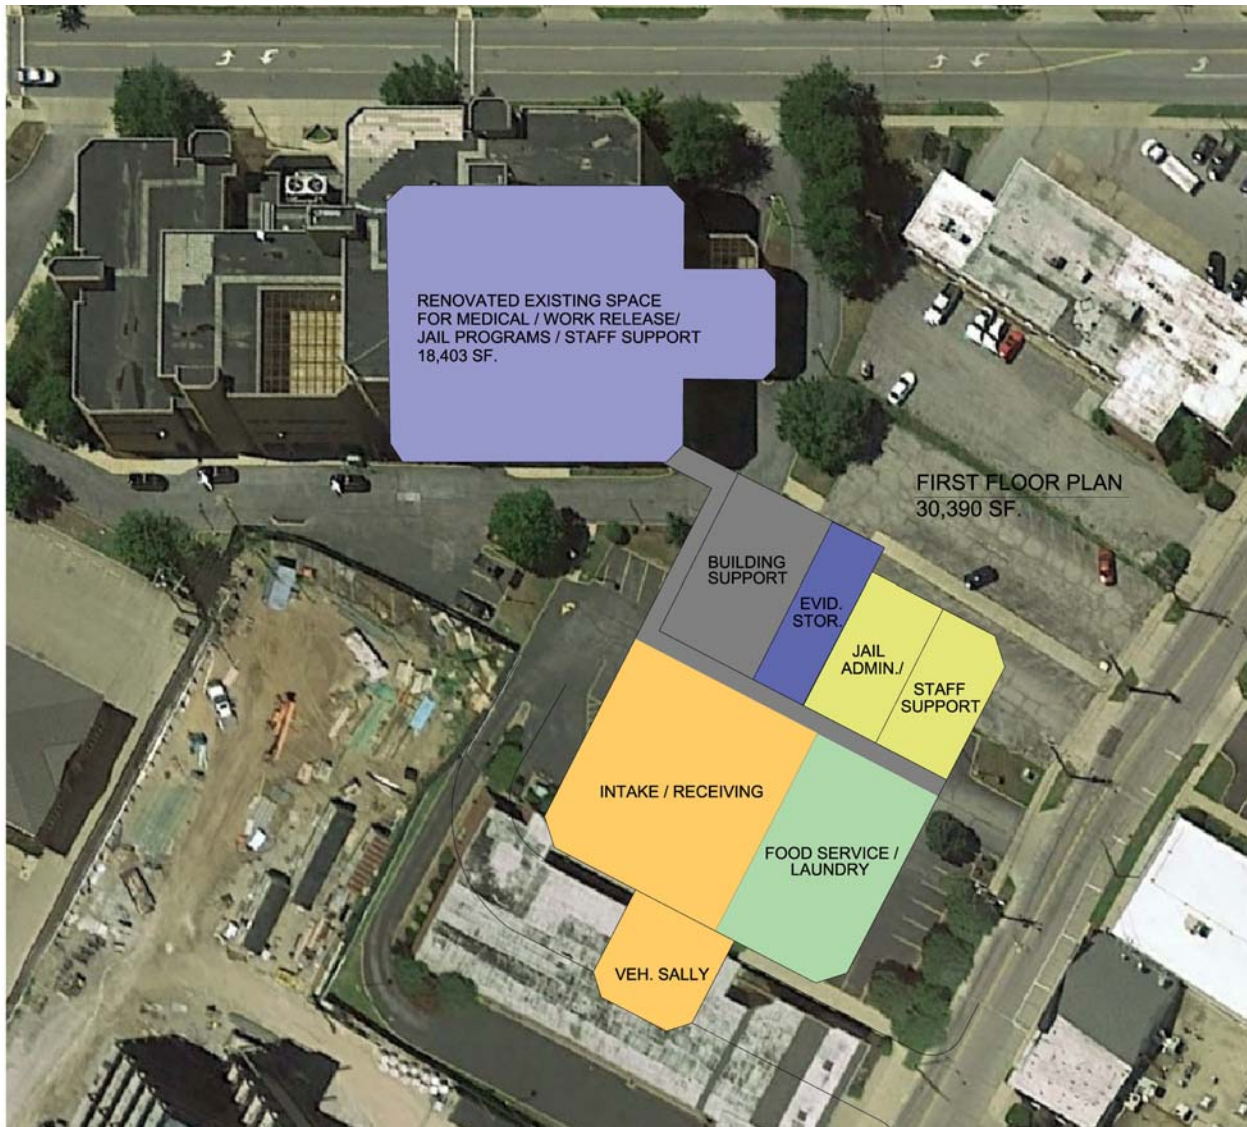 RENOVATED EXISTING SPACE
FOR MEDICAL / WORK RELEASE/
JAIL PROGRAMS / STAFF SUPPORT
18,403 SF.
FIRST FLOOR PLAN
30,390 SF.
BUILDING
SUPPORT
EVID.
STOR.
JAIL
ADMIN./
STAFF
SUPPORT
INTAKE / RECEIVING
FOOD SERVICE /
LAUNDRY
VEH. SALLY